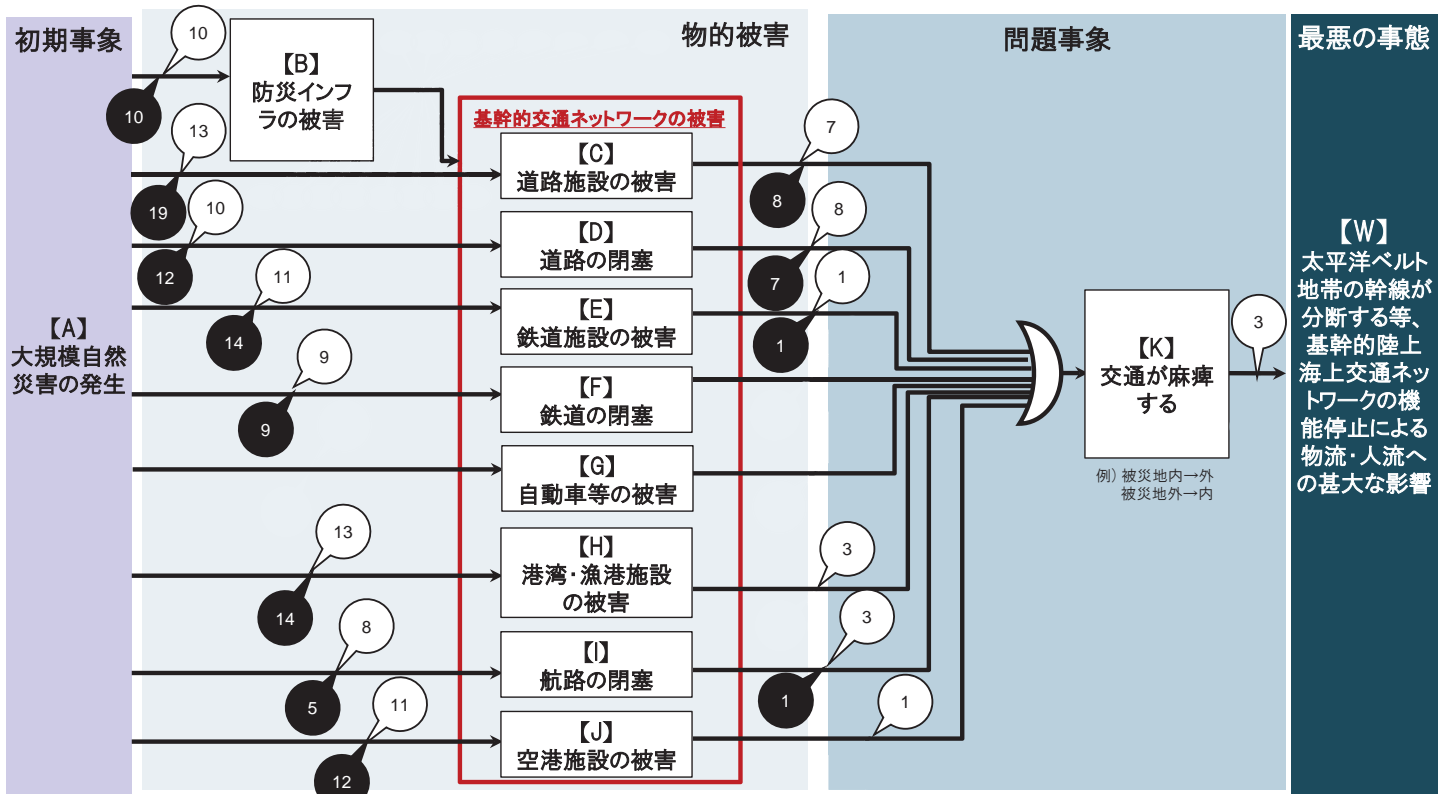 初期事象
物的被害
問題事象
最悪の事態
10
【B】
防災インフ
ラの被害
10
基幹的交通ネットワークの被害
13
【C】
道路施設の被害
7
19
8
10
【D】
道路の閉塞
8
12
7
11
【E】
鉄道施設の被害
1
14
1
【A】
大規模自然
災害の発生
9
【F】
鉄道の閉塞
9
【G】
自動車等の被害
13
【H】
港湾・漁港施設
の被害
3
14
8
【I】
航路の閉塞
3
5
1
11
【J】
空港施設の被害
1
12
【K】
交通が麻痺
する
例） 被災地内→外
被災地外→内
3
【W】
太平洋ベルト
地帯の幹線が
分断する等、
基幹的陸上
海上交通ネッ
トワークの機
能停止による
物流・人流へ
の甚大な影響